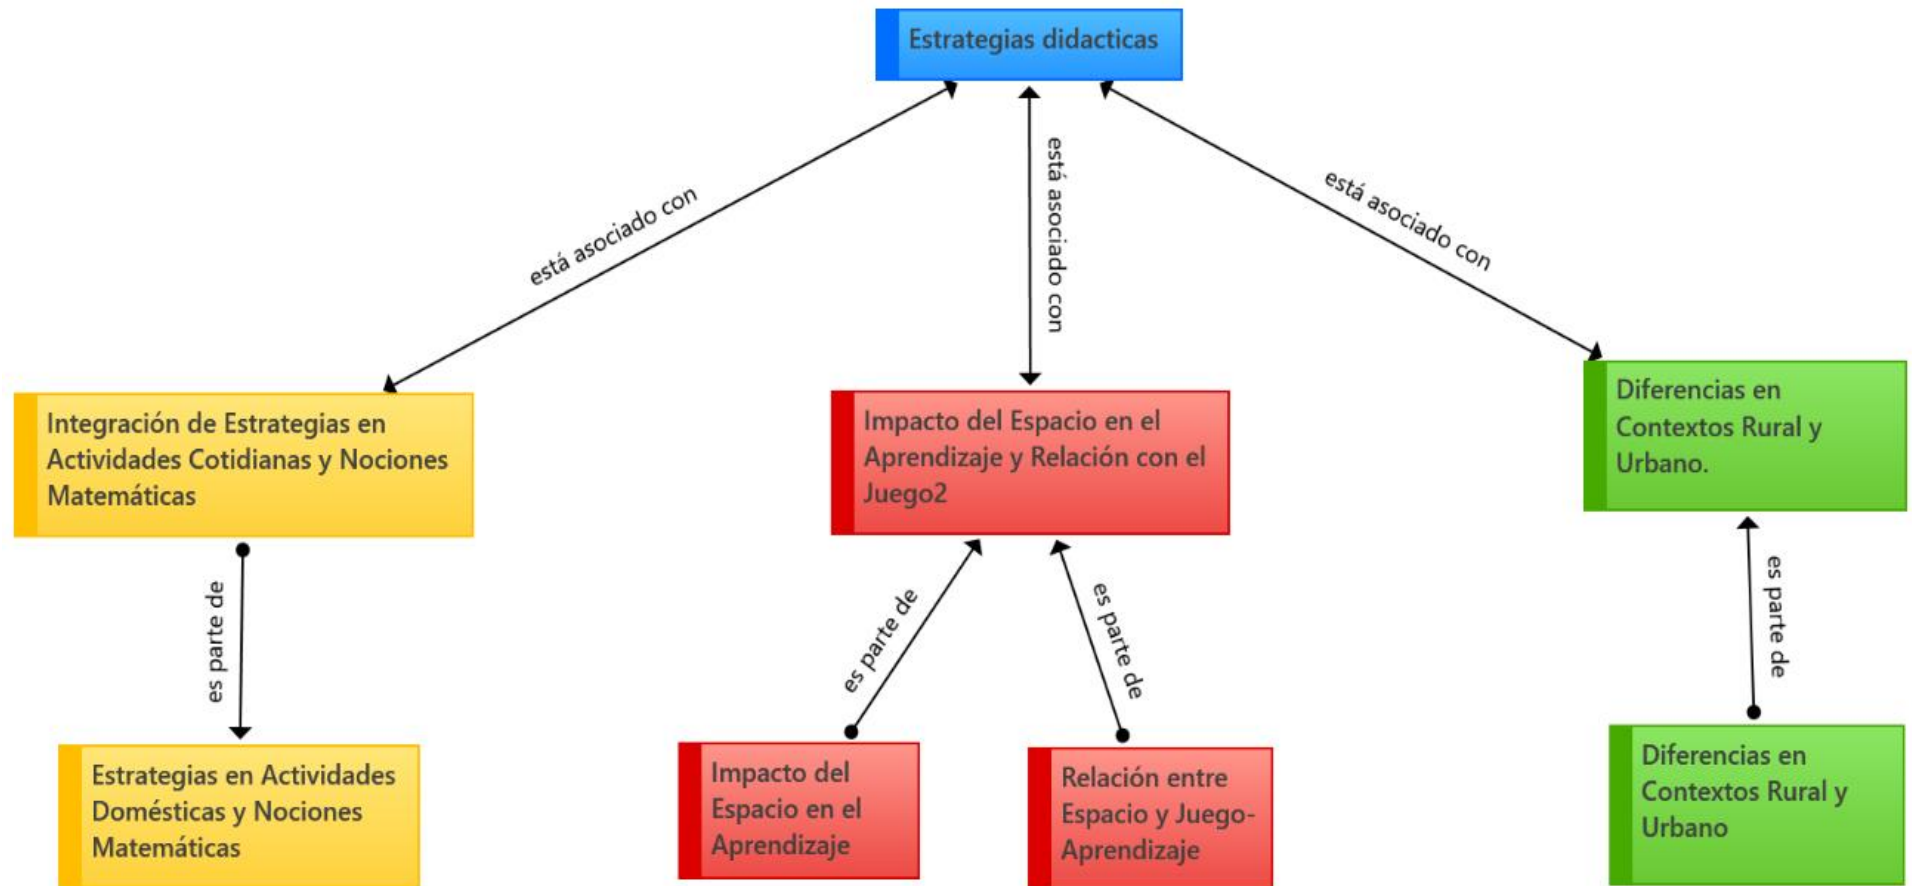 Estrategias didacticas
está asociado con
está asociado con
está asociado con
Integración de Estrategias en
Actividades Cotidianas y Nociones
Matemáticas
Impacto del Espacio en el
Aprendizaje y Relación con el
Juego2
Diferencias en
Contextos Rural y
Urbano.
es parte de
es parte de
es parte de
es parte de
Estrategias en Actividades
Domésticas y Nociones
Matemáticas
Impacto del
Espacio en el
Aprendizaje
Relación entre
Espacio y Juego-
Aprendizaje
Diferencias en
Contextos Rural y
Urbano